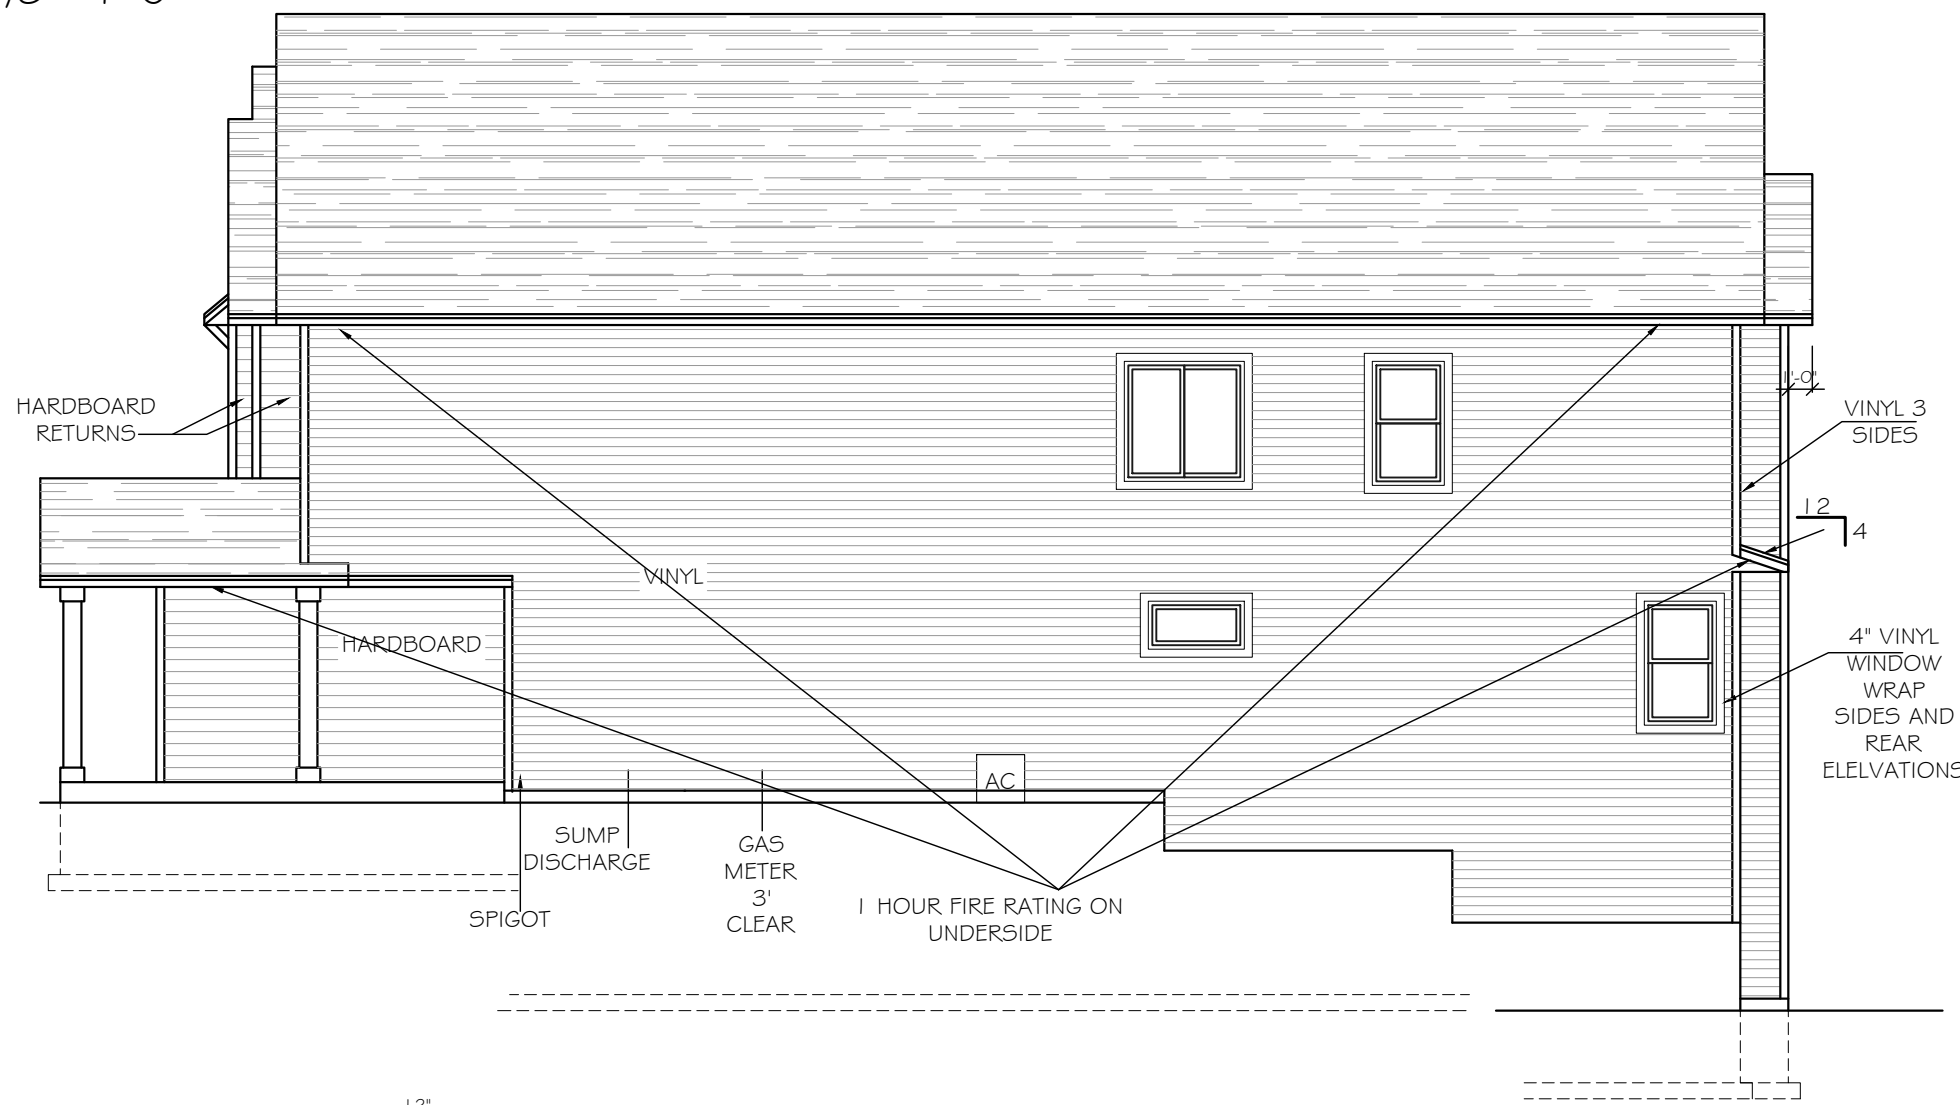 HARDBOARD
RETURNS
1'-0"
VINYL 3
SIDES
12
4
VINYL
HARDBOARD
4" VINYL
WINDOW
WRAP
SIDES AND
REAR
ELELVATIONS
AC
SUMP
DISCHARGE
GAS
METER
3'
CLEAR
SPIGOT
1 HOUR FIRE RATING ON
UNDERSIDE
12"